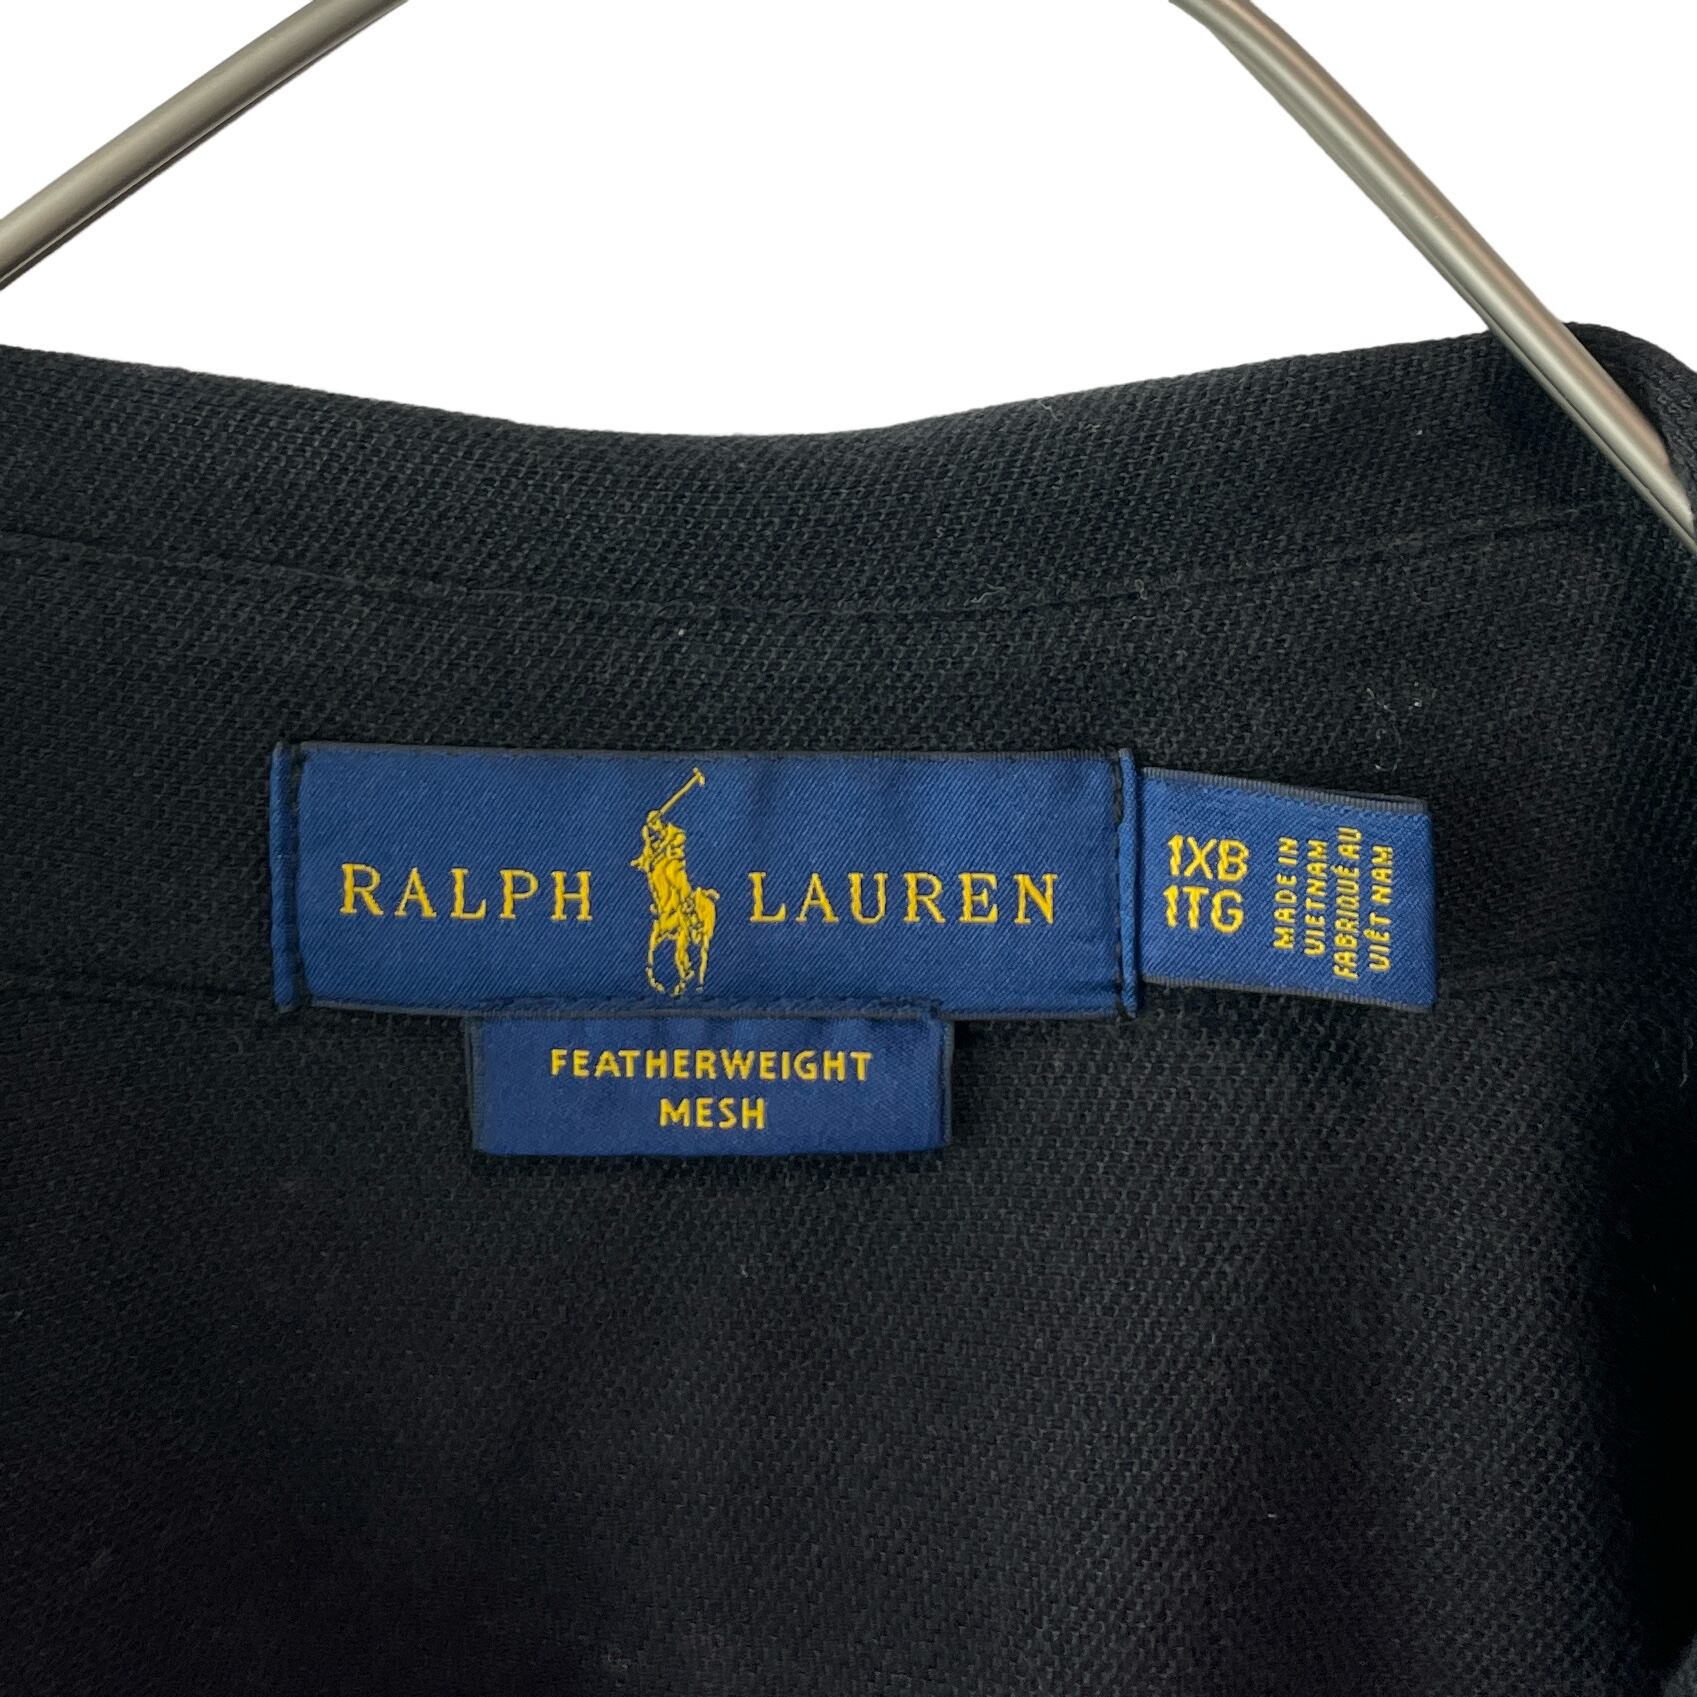 RALPH LAUREN
1XB
1TG
MADE IN
VIETNAM
FABRIQUÉ AU
VIÊT NAM
FEATHERWEIGHT
MESH